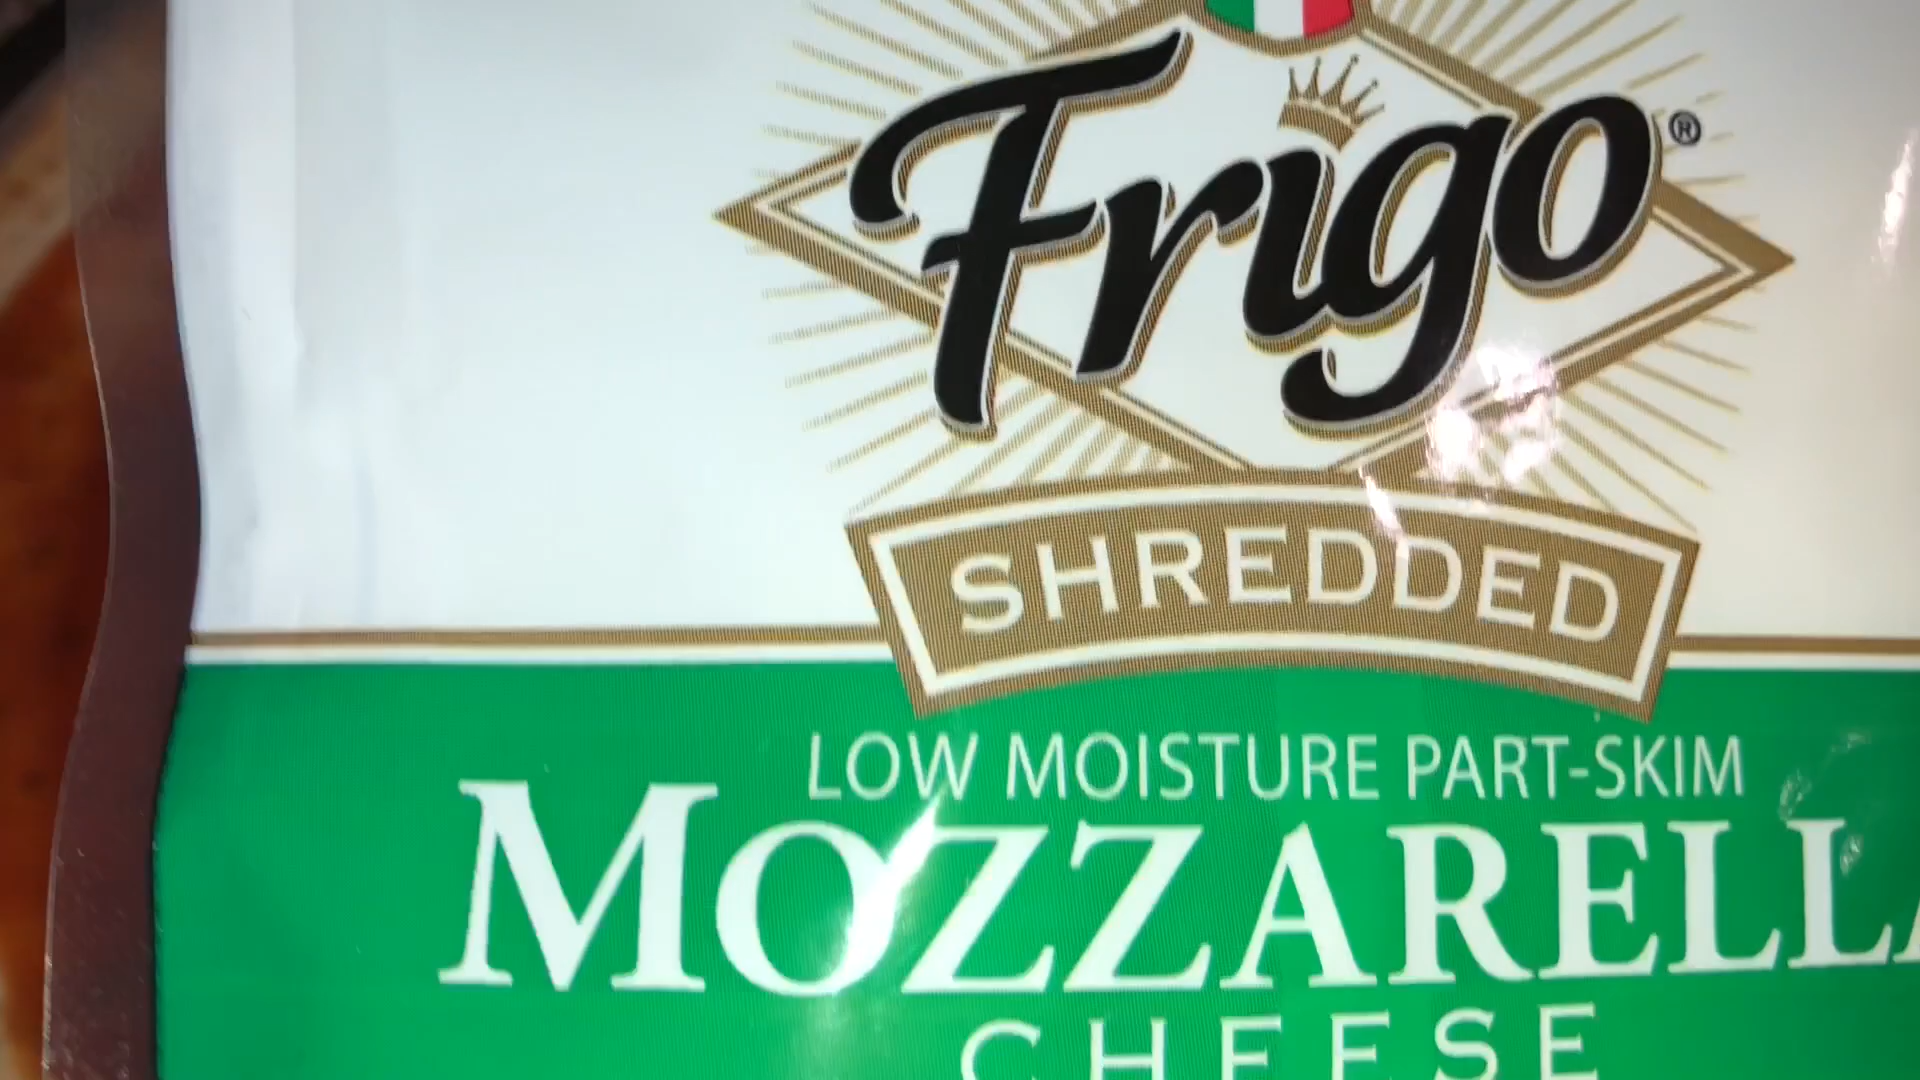 Frigo®
SHREDDED
LOW MOISTURE PART-SKIM
MOZZARELLA
CHEESE